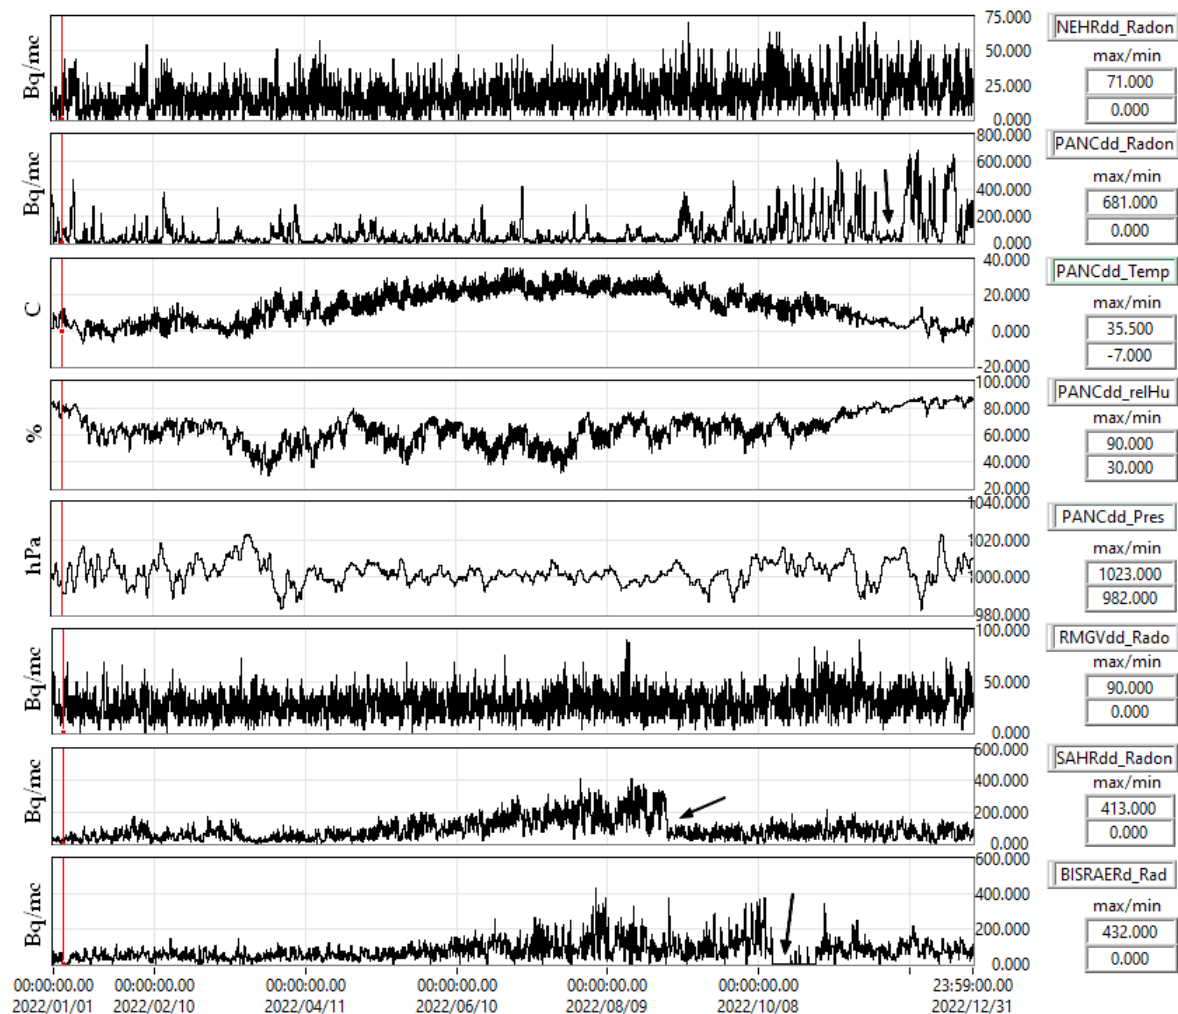 Bq/mc
75.000
50.000
25.000
0.000
NEHRdd_Radon
max/min
71.000
0.000
Bq/mc
800.000
600.000
400.000
200.000
0.000
PANCdd_Radon
max/min
681.000
0.000
C
40.000
20.000
0.000
-20.000
PANCdd_Temp
max/min
35.500
-7.000
%
100.000
80.000
60.000
40.000
20.000
PANCdd_relHu
max/min
90.000
30.000
hPa
1040.000
1020.000
1000.000
980.000
PANCdd_Pres
max/min
1023.000
982.000
Bq/mc
100.000
50.000
0.000
RMGVdd_Rado
max/min
90.000
0.000
Bq/mc
600.000
400.000
200.000
0.000
SAHRdd_Radon
max/min
413.000
0.000
Bq/mc
600.000
400.000
200.000
0.000
BISRAERd_Rad
max/min
432.000
0.000
00:00:00.00 00:00:00.00 00:00:00.00 00:00:00.00 00:00:00.00 00:00:00.00 23:59:00.00
2022/01/01 2022/02/10 2022/04/11 2022/06/10 2022/08/09 2022/10/08 2022/12/31